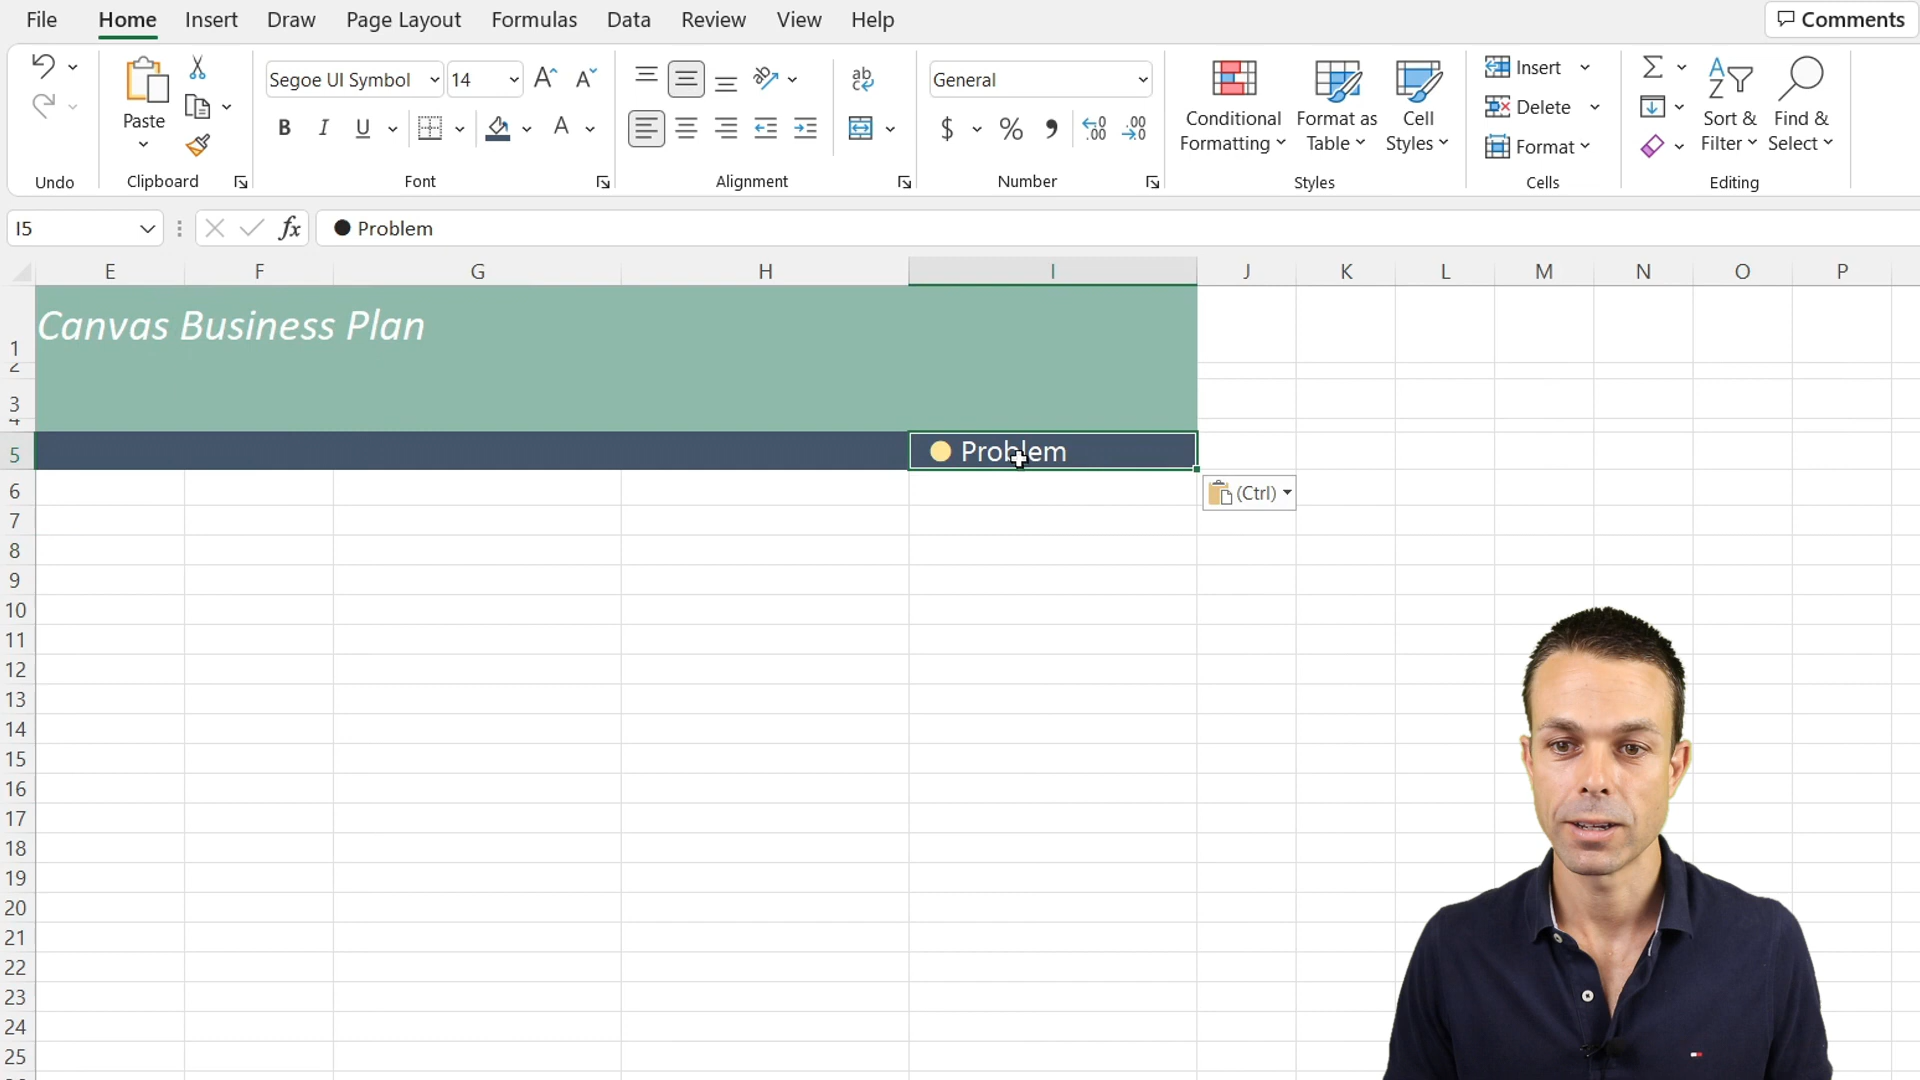 File Home Insert Draw Page Layout Formulas Data Review View Help Comments
Segoe UI Symbol 14 General
Paste Conditional Formatting Format as Table Cell Styles Insert Delete Format Sort & Filter Find & Select
B I U A $ % 
Undo Clipboard Font Alignment Number Styles Cells Editing
I5 fx ● Problem
E F G H I J K L M N O P
1 Canvas Business Plan
2
3
4
5 ● Problem
6 (Ctrl)
7
8
9
10
11
12
13
14
15
16
17
18
19
20
21
22
23
24
25